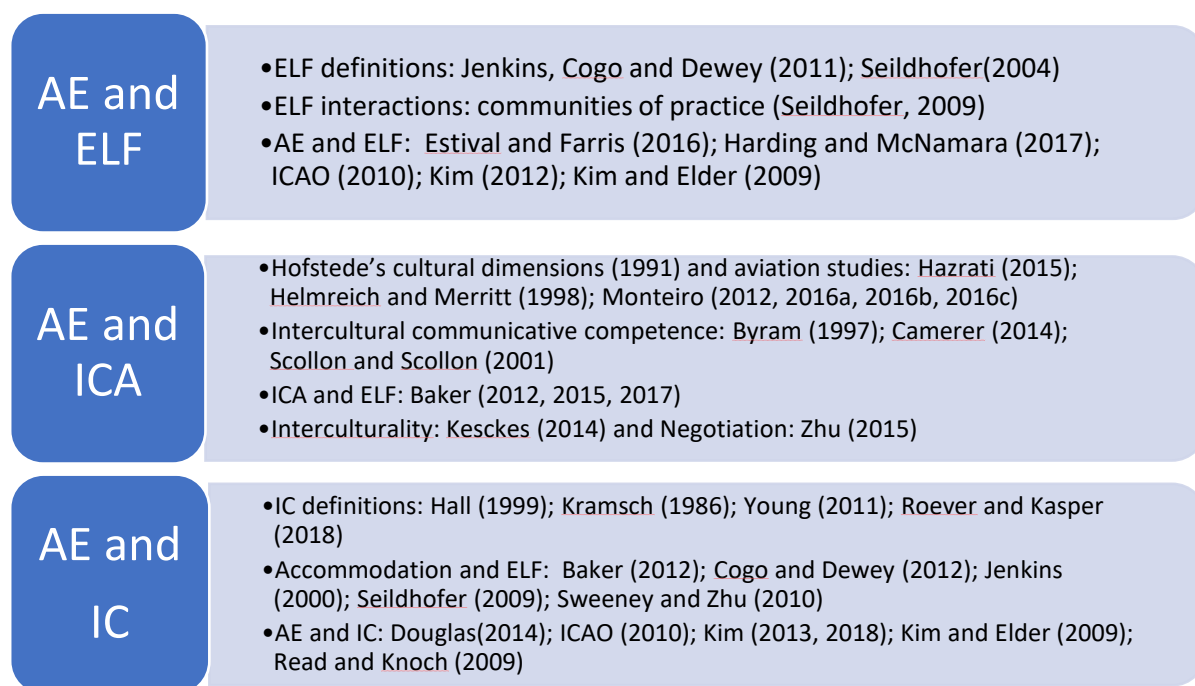 AE and
ELF
•ELF definitions: Jenkins, Cogo and Dewey (2011); Seildhofer(2004)
•ELF interactions: communities of practice (Seildhofer, 2009)
•AE and ELF:  Estival and Farris (2016); Harding and McNamara (2017);
ICAO (2010); Kim (2012); Kim and Elder (2009)
AE and
ICA
•Hofstede’s cultural dimensions (1991) and aviation studies: Hazrati (2015);
Helmreich and Merritt (1998); Monteiro (2012, 2016a, 2016b, 2016c)
•Intercultural communicative competence: Byram (1997); Camerer (2014);
Scollon and Scollon (2001)
•ICA and ELF: Baker (2012, 2015, 2017)
•Interculturality: Kesckes (2014) and Negotiation: Zhu (2015)
AE and
IC
•IC definitions: Hall (1999); Kramsch (1986); Young (2011); Roever and Kasper
(2018)
•Accommodation and ELF:  Baker (2012); Cogo and Dewey (2012); Jenkins
(2000); Seildhofer (2009); Sweeney and Zhu (2010)
•AE and IC: Douglas(2014); ICAO (2010); Kim (2013, 2018); Kim and Elder (2009);
Read and Knoch (2009)